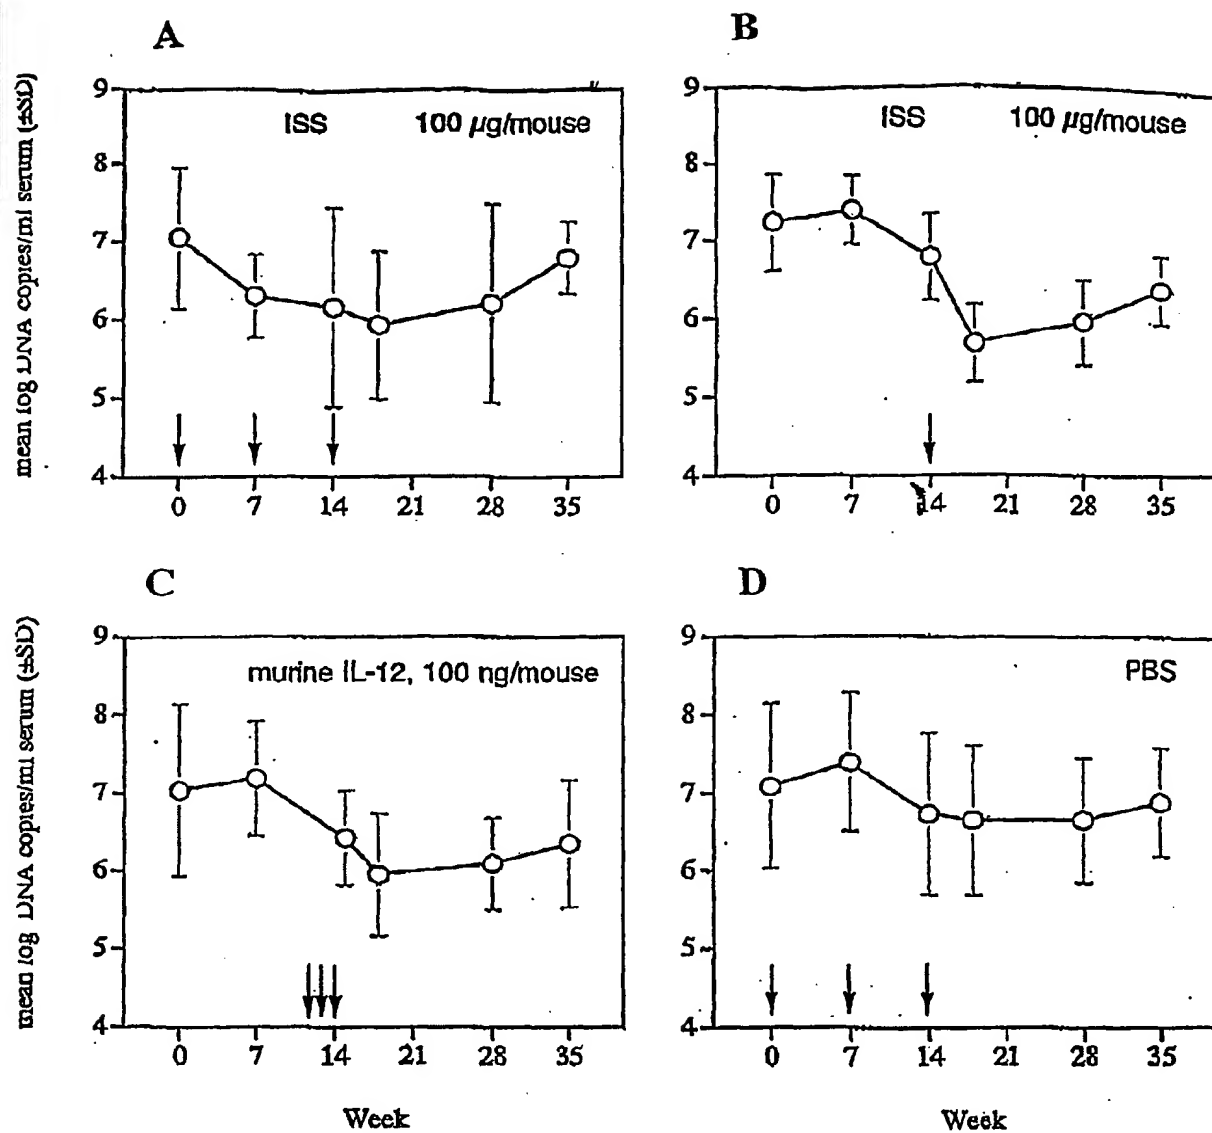 A
B
mean log DNA copies/ml serum (±SD)
9
8
7
6
5
4
ISS 100 µg/mouse
0 7 14 21 28 35
9
8
7
6
5
4
ISS 100 µg/mouse
0 7 14 21 28 35
C
D
mean log DNA copies/ml serum (±SD)
9
8
7
6
5
4
murine IL-12, 100 ng/mouse
0 7 14 21 28 35
Week
9
8
7
6
5
4
PBS
0 7 14 21 28 35
Week